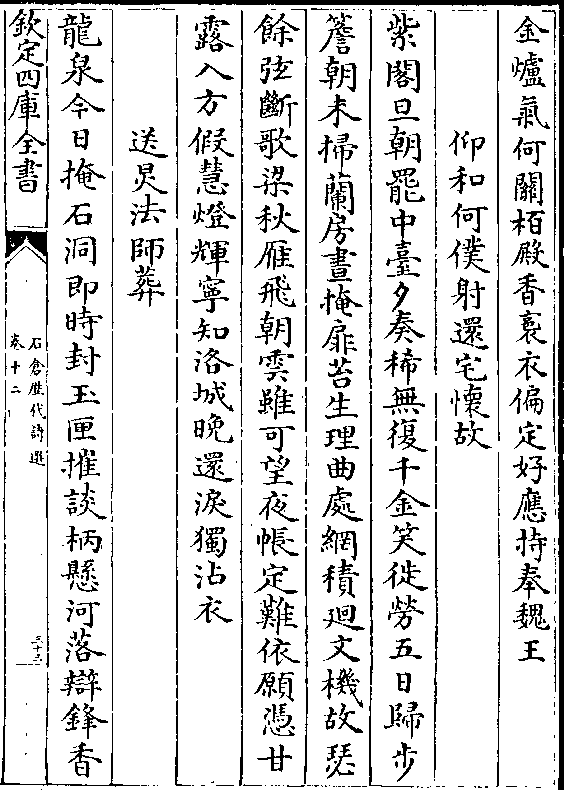 金爐氣何關栢殿香裛衣偏定好應持奉魏王
仰和何僕射還宅懷故
紫閣旦朝罷中臺夕奏稀無復千金笑徙勞五日歸步
簷朝未掃蘭房晝掩扉苔生理曲處網積迴文機故瑟
餘弦斷歌梁秋雁飛朝雲雖可望夜帳定難依願憑甘
露入方假慧燈輝寧知洛城晚還淚獨沾衣
送炅法師葬
龍泉今日掩石洞即時封玉匣摧談柄懸河落辯鋒香
欽定四庫全書
石倉歴代詩選
卷十二
三十三